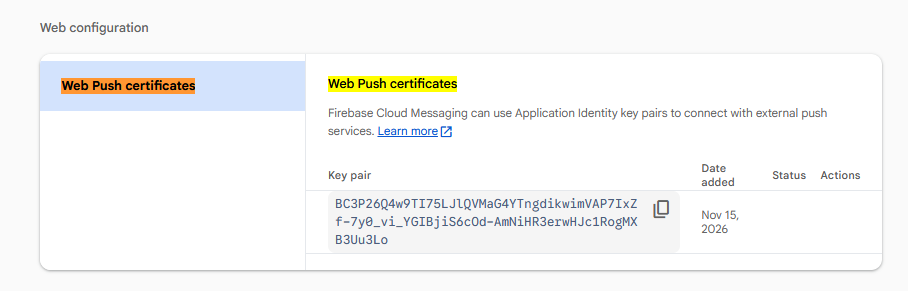 Web configuration
Web Push certificates
Web Push certificates
Firebase Cloud Messaging can use Application Identity key pairs to connect with external push
services. Learn more
Key pair
Date
added
Status
Actions
BC3P26Q4w9TI75LJlQVMaG4YTngdikwimVAP7IxZ
f-7y0_vi_YGIBjiS6cOd-AmNiHR3erwHJc1RogMX
B3Uu3Lo
Nov 15,
2026